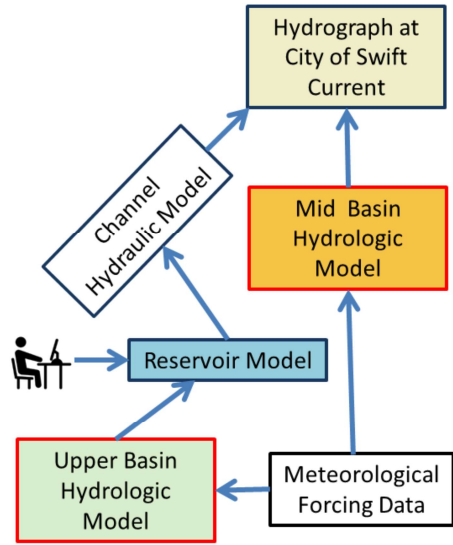 Hydrograph at
City of Swift
Current
Channel
Hydraulic Model
Mid Basin
Hydrologic
Model
Reservoir Model
Upper Basin
Hydrologic
Model
Meteorological
Forcing Data